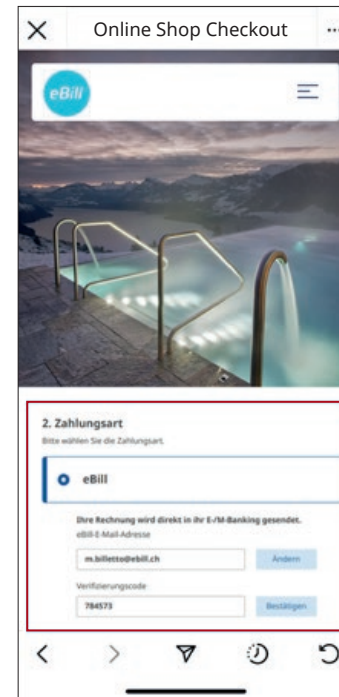 Online Shop Checkout
eBill
2. Zahlungsart
Bitte wählen Sie die Zahlungsart.
eBill
Ihre Rechnung wird direkt in ihr E-/M-Banking gesendet.
eBill-E-Mail-Adresse
m.billetto@ebill.ch
Ändern
Verifizierungscode
784573
Bestätigen